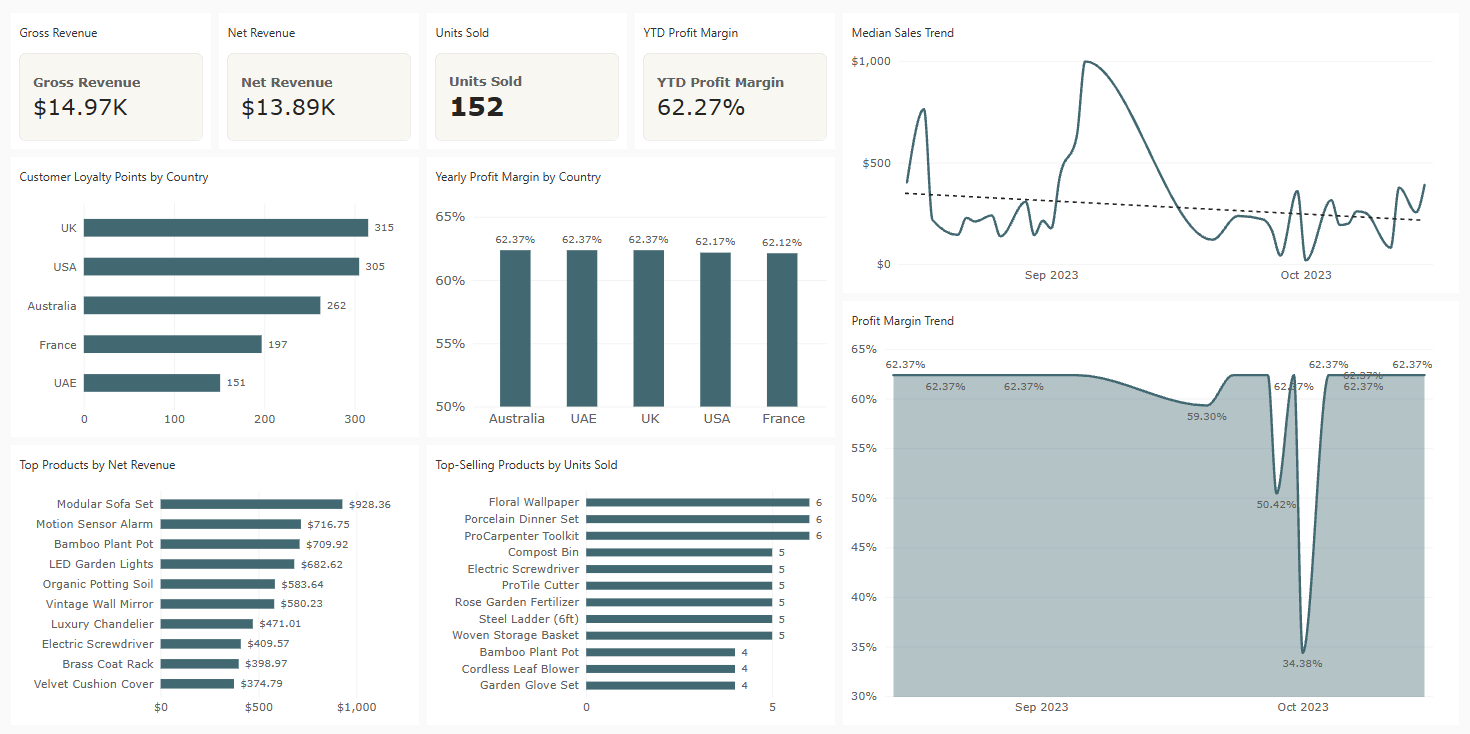 Gross Revenue
Gross Revenue
$14.97K
Net Revenue
Net Revenue
$13.89K
Units Sold
Units Sold
152
YTD Profit Margin
YTD Profit Margin
62.27%
Median Sales Trend
$1,000
$500
$0
Sep 2023
Oct 2023
Customer Loyalty Points by Country
UK 315
USA 305
Australia 262
France 197
UAE 151
0 100 200 300
Yearly Profit Margin by Country
65%
60%
55%
50%
62.37% 62.37% 62.37% 62.17% 62.12%
Australia UAE UK USA France
Profit Margin Trend
65%
60%
55%
50%
45%
40%
35%
30%
62.37% 62.37% 62.37%
62.37%
62.37% 62.37% 62.37% 62.37%
59.30%
50.42%
34.38%
Sep 2023 Oct 2023
Top Products by Net Revenue
Modular Sofa Set $928.36
Motion Sensor Alarm $716.75
Bamboo Plant Pot $709.92
LED Garden Lights $682.62
Organic Potting Soil $583.64
Vintage Wall Mirror $580.23
Luxury Chandelier $471.01
Electric Screwdriver $409.57
Brass Coat Rack $398.97
Velvet Cushion Cover $374.79
$0 $500 $1,000
Top-Selling Products by Units Sold
Floral Wallpaper 6
Porcelain Dinner Set 6
ProCarpenter Toolkit 6
Compost Bin 5
Electric Screwdriver 5
ProTile Cutter 5
Rose Garden Fertilizer 5
Steel Ladder (6ft) 5
Woven Storage Basket 5
Bamboo Plant Pot 4
Cordless Leaf Blower 4
Garden Glove Set 4
0 5